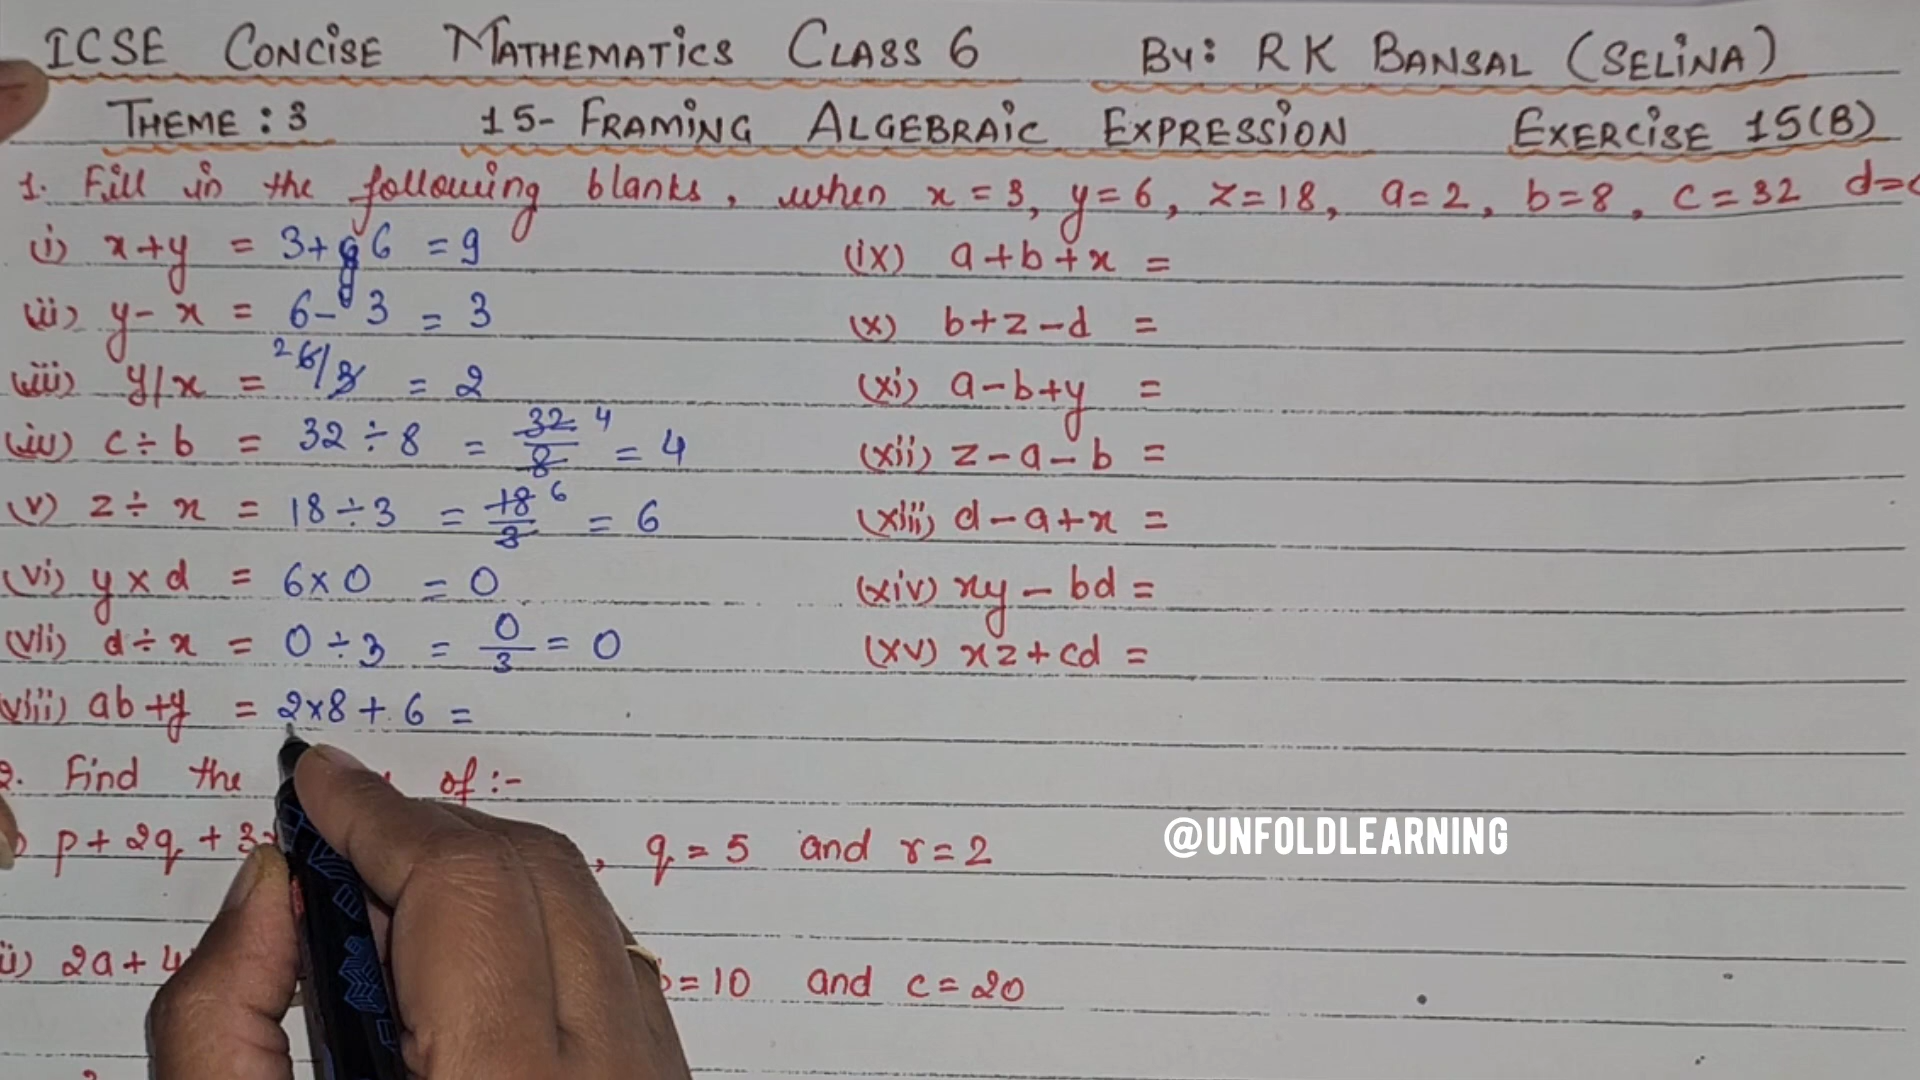 ICSE CONCISE MATHEMATICS CLASS 6 BY: R K BANSAL (SELINA)
THEME : 3 15- FRAMING ALGEBRAIC EXPRESSION EXERCISE 15(B)
1. Fill in the following blanks, when x = 3, y = 6, z = 18, a = 2, b = 8, c = 32 d =
(i) x + y = 3 + 6 = 9
(ii) y - x = 6 - 3 = 3
(iii) y/x = 2 6/3 = 2
(iv) c ÷ b = 32 ÷ 8 = 32/8 4 = 4
(v) z ÷ x = 18 ÷ 3 = 18/3 6 = 6
(vi) y x d = 6 x 0 = 0
(vii) d ÷ x = 0 ÷ 3 = 0/3 = 0
(viii) ab + y = 2 x 8 + 6 =
(ix) a + b + x =
(x) b + z - d =
(xi) a - b + y =
(xii) z - a - b =
(xiii) d - a + x =
(xiv) xy - bd =
(xv) xz + cd =
2. Find the of :-
p + 2q + 3 , q = 5 and r = 2
@UNFOLDLEARNING
ii) 2a + 4 b = 10 and c = 20